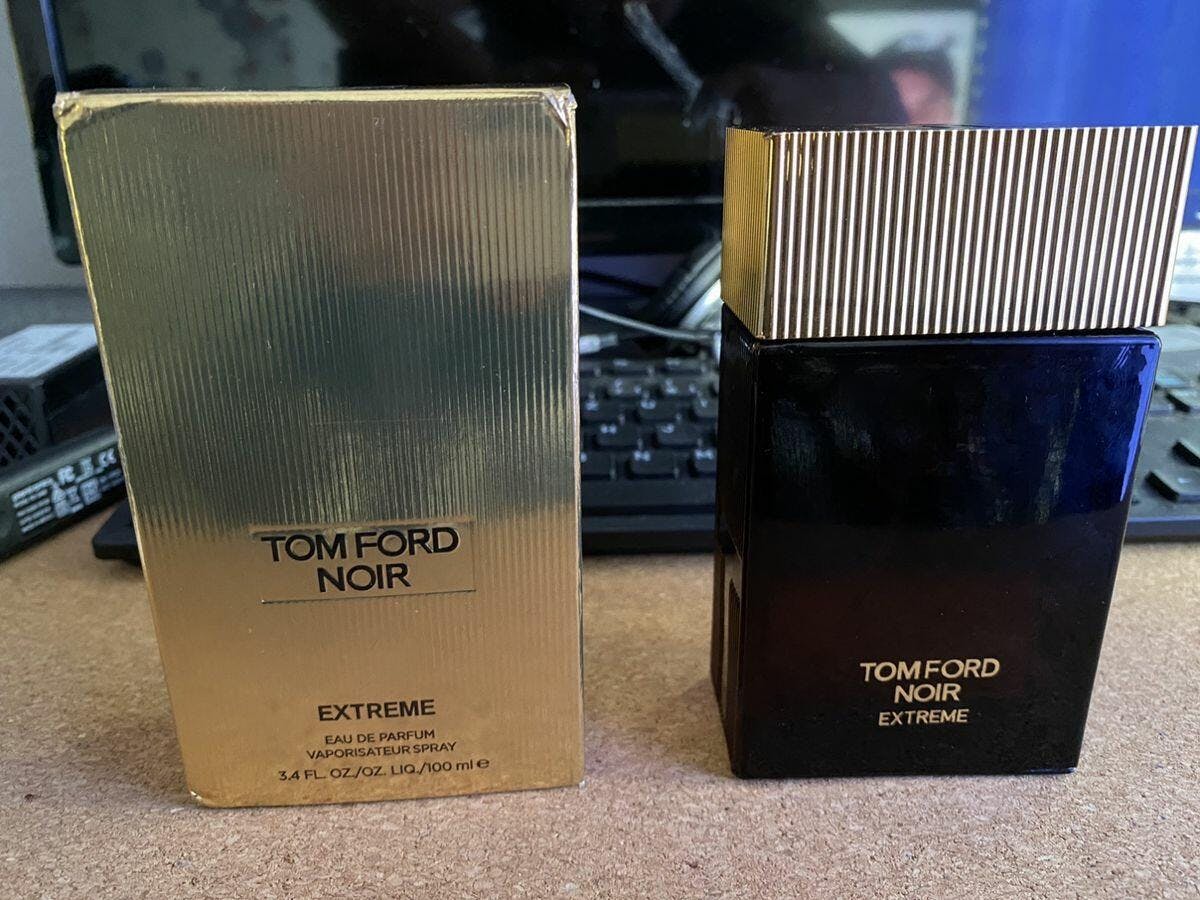 TOM FORD
NOIR
EXTREME
EAU DE PARFUM
VAPORISATEUR SPRAY
3.4 FL. OZ./OZ. LIQ./100 ml ℮
TOM FORD
NOIR
EXTREME